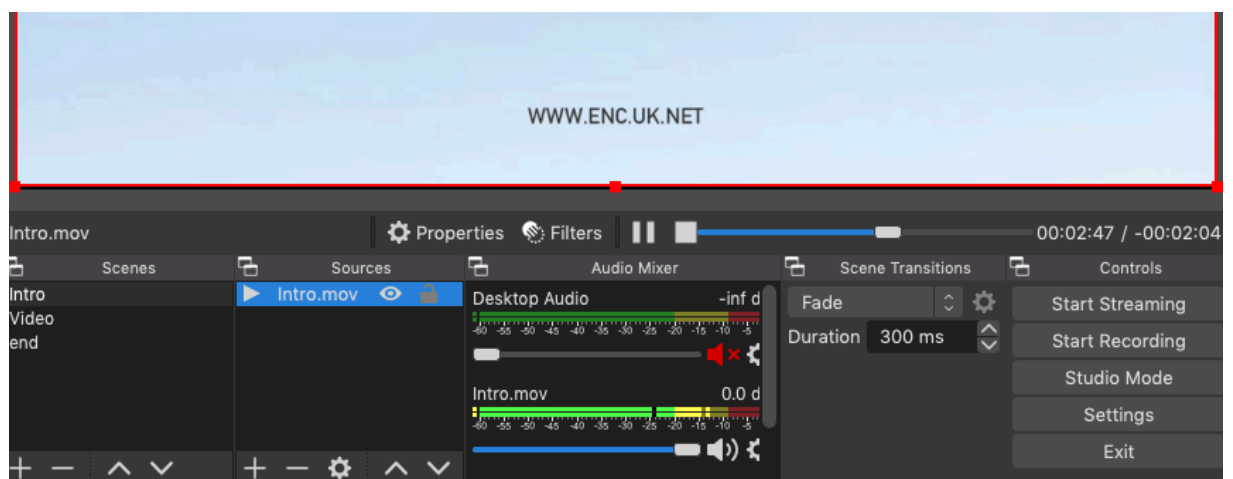 WWW.ENC.UK.NET
Intro.mov Properties Filters 00:02:47 / -00:02:04
Scenes Sources Audio Mixer Scene Transitions Controls
Intro
Video
end
Intro.mov
Desktop Audio -inf d
-60 -55 -50 -45 -40 -35 -30 -25 -20 -15 -10 -5
Intro.mov 0.0 d
-60 -55 -50 -45 -40 -35 -30 -25 -20 -15 -10 -5
Fade
Duration 300 ms
Start Streaming
Start Recording
Studio Mode
Settings
Exit